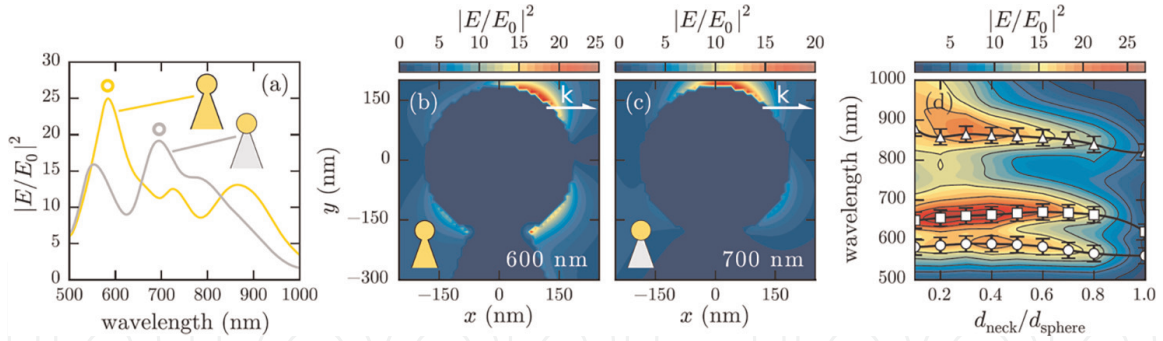 |E/E₀|²
0 5 10 15 20 25
|E/E₀|²
0 5 10 15 20
|E/E₀|²
5 10 15 20 25
30
25
20
15
10
5
0
|E/E₀|²
(a)
500 600 700 800 900 1000
wavelength (nm)
150
0
−150
−300
y (nm)
(b)
k
600 nm
−150 0 150
x (nm)
(c)
k
700 nm
−150 0 150
x (nm)
1000
900
800
700
600
500
wavelength (nm)
(d)
0.2 0.4 0.6 0.8 1.0
d_neck/d_sphere